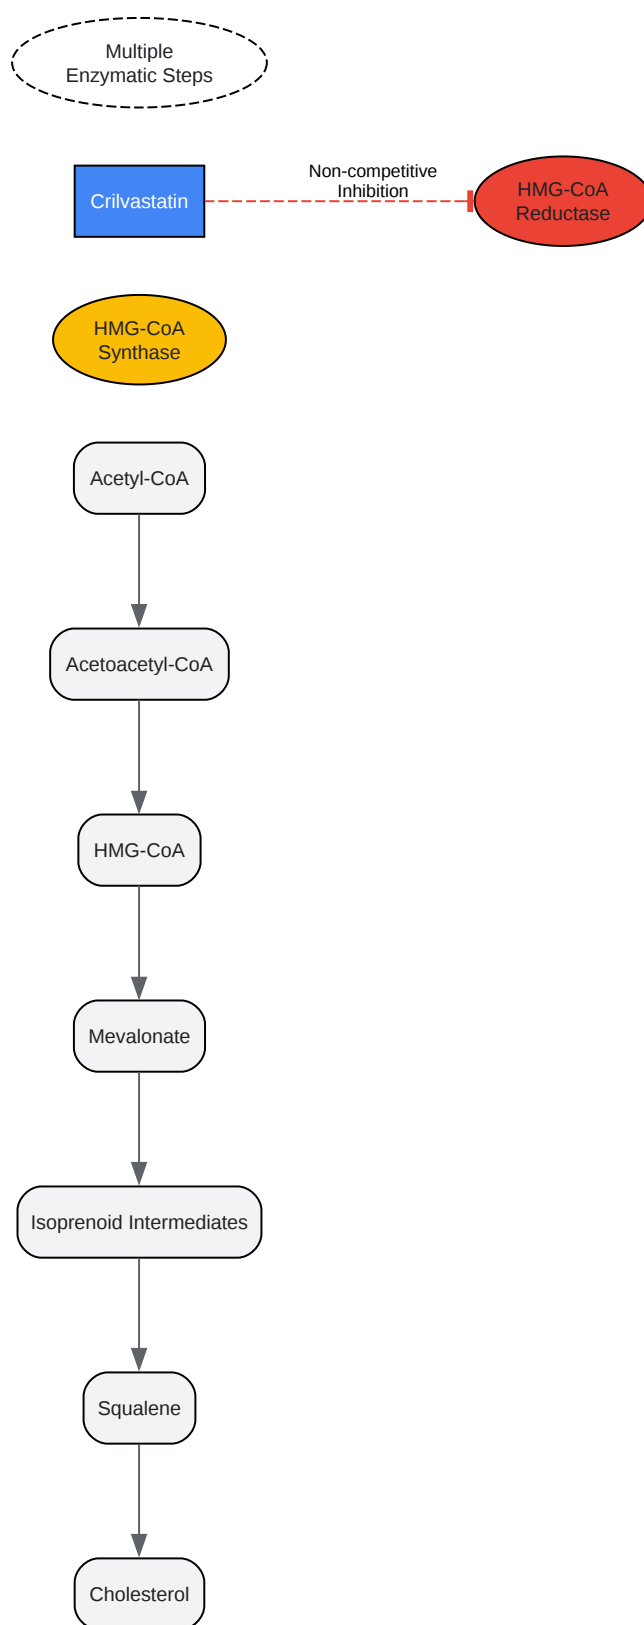 Multiple
Enzymatic Steps
Crilvastatin
Non-competitive
Inhibition
HMG-CoA
Reductase
HMG-CoA
Synthase
Acetyl-CoA
Acetoacetyl-CoA
HMG-CoA
Mevalonate
Isoprenoid Intermediates
Squalene
Cholesterol